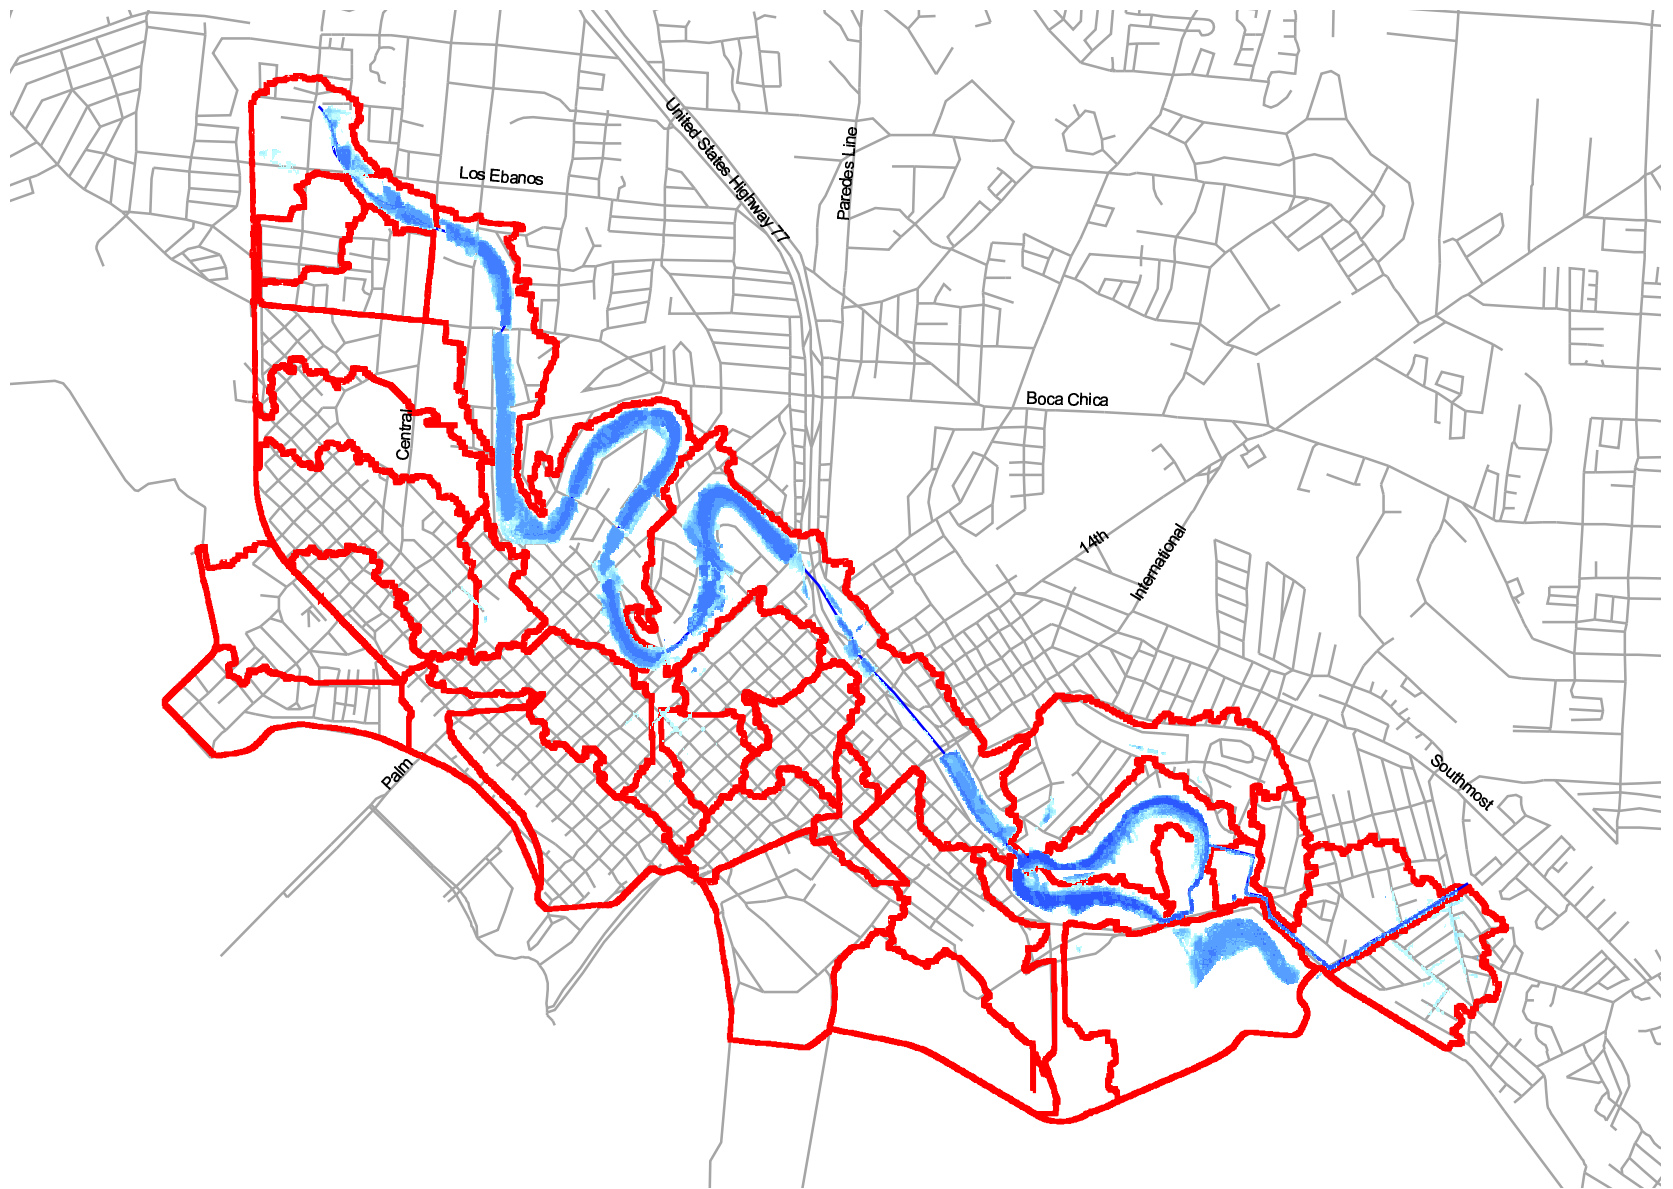 United States Highway 77
Paredes Line
Los Ebanos
Boca Chica
Central
14th
International
Palm
Southmost